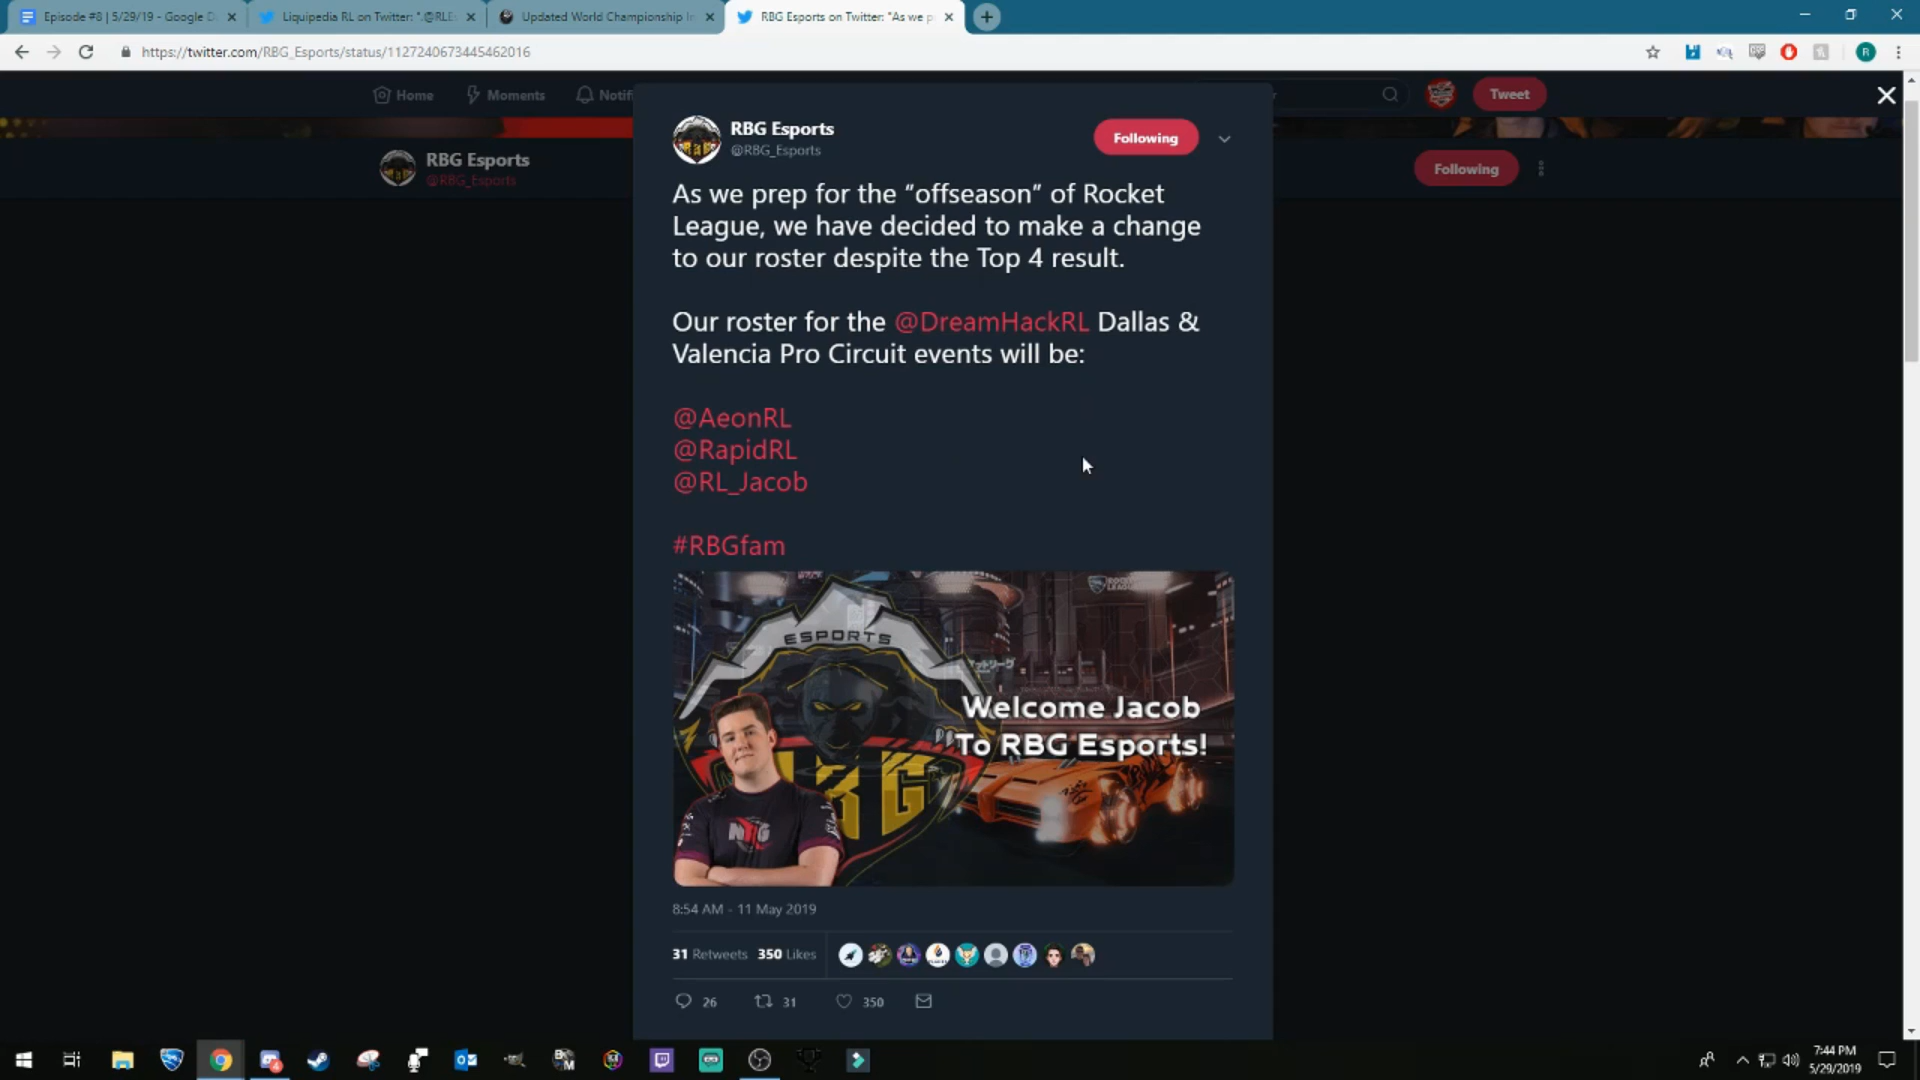 Episode #8 | 5/29/19 - Google D
Liquipedia RL on Twitter: ".@RLE
Updated World Championship In
RBG Esports on Twitter: "As we p
https://twitter.com/RBG_Esports/status/1127240673445462016
Home
Moments
Notifi
Tweet
RBG Esports
@RBG_Esports
Following
RBG Esports
@RBG_Esports
Following
As we prep for the “offseason” of Rocket
League, we have decided to make a change
to our roster despite the Top 4 result.
Our roster for the @DreamHackRL Dallas &
Valencia Pro Circuit events will be:
@AeonRL
@RapidRL
@RL_Jacob
#RBGfam
ESPORTS
Welcome Jacob
To RBG Esports!
NRG
8:54 AM - 11 May 2019
31 Retweets 350 Likes
26 31 350
7:44 PM
5/29/2019